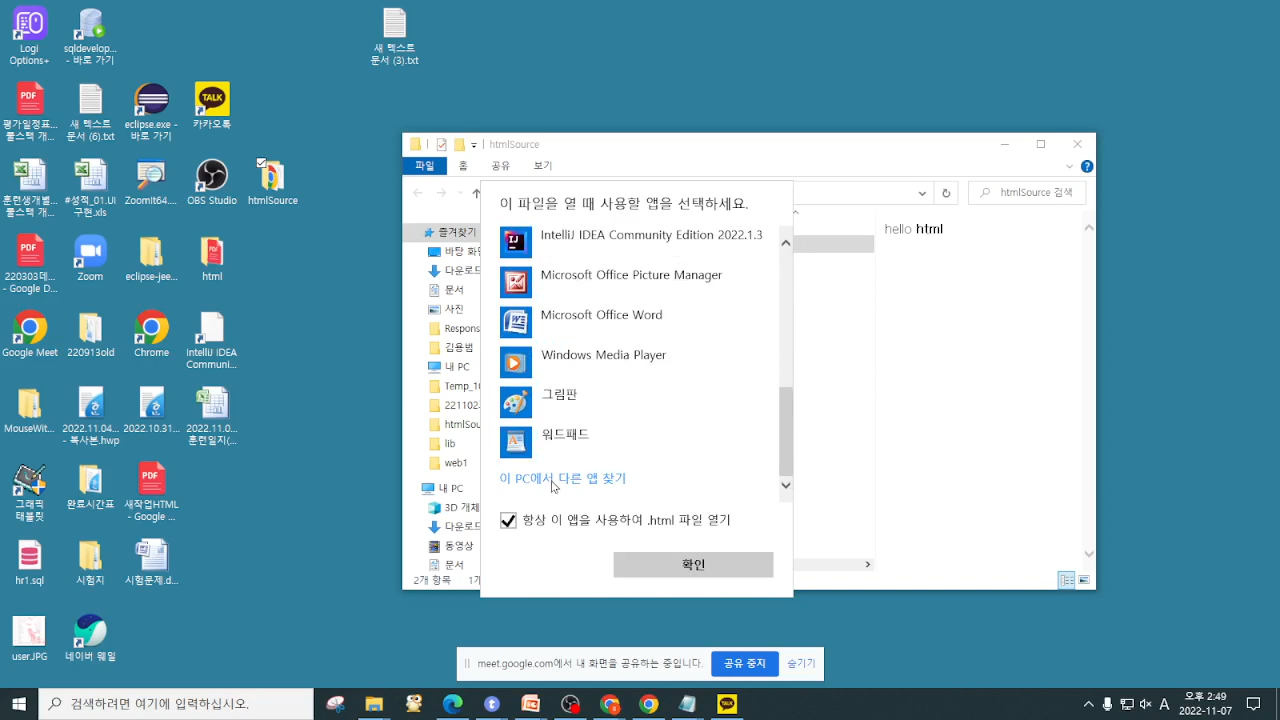 Logi
Options+
sqldevelop...
- 바로 가기
새 텍스트
문서 (3).txt
PDF
평가일정표...
풀스택 개...
새 텍스트
문서 (6).txt
eclipse.exe -
바로 가기
TALK
카카오톡
훈련생개별...
풀스택 개...
#성적_01.UI
구현.xls
ZoomIt64....
OBS Studio
htmlSource
PDF
220303데...
- Google D...
Zoom
eclipse-jee...
html
Google Meet
220913old
Chrome
IntelliJ IDEA
Communi...
MouseWit...
2022.11.04...
- 복사본.hwp
2022.10.31...
2022.11.0...
훈련일지(...
그래픽
태블릿
완료시간표
PDF
새작업HTML
- Google ...
hr1.sql
시험지
시험문제.d...
user.JPG
네이버 웨일
htmlSource
파일
홈
공유
보기
htmlSource 검색
즐겨찾기
바탕 화면
다운로드
문서
사진
Respons
김용범
내 PC
Temp_10
221102
htmlSou
lib
web1
내 PC
3D 개체
다운로드
동영상
문서
2개 항목
hello html
이 파일을 열 때 사용할 앱을 선택하세요.
IntelliJ IDEA Community Edition 2022.1.3
Microsoft Office Picture Manager
Microsoft Office Word
Windows Media Player
그림판
워드패드
이 PC에서 다른 앱 찾기
항상 이 앱을 사용하여 .html 파일 열기
확인
meet.google.com에서 내 화면을 공유하는 중입니다.
공유 중지
숨기기
검색하려면 여기에 입력하십시오.
TALK
A
오후 2:49
2022-11-07